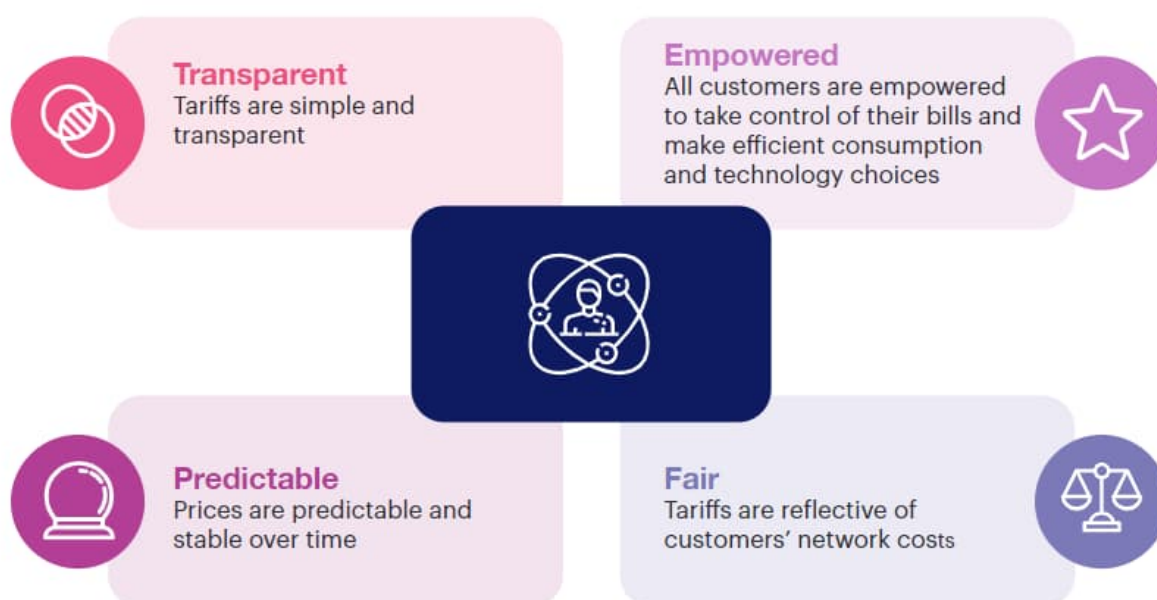 Transparent
Tariffs are simple and
transparent
Empowered
All customers are empowered
to take control of their bills and
make efficient consumption
and technology choices
Predictable
Prices are predictable and
stable over time
Fair
Tariffs are reflective of
customers’ network costs